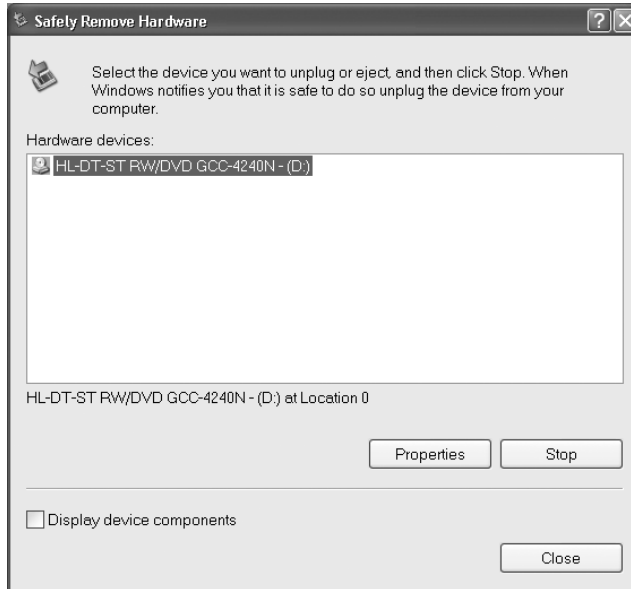 Safely Remove Hardware
Select the device you want to unplug or eject, and then click Stop. When
Windows notifies you that it is safe to do so unplug the device from your
computer.
Hardware devices:
HL-DT-ST RW/DVD GCC-4240N - (D:)
HL-DT-ST RW/DVD GCC-4240N - (D:) at Location 0
Properties
Stop
Display device components
Close